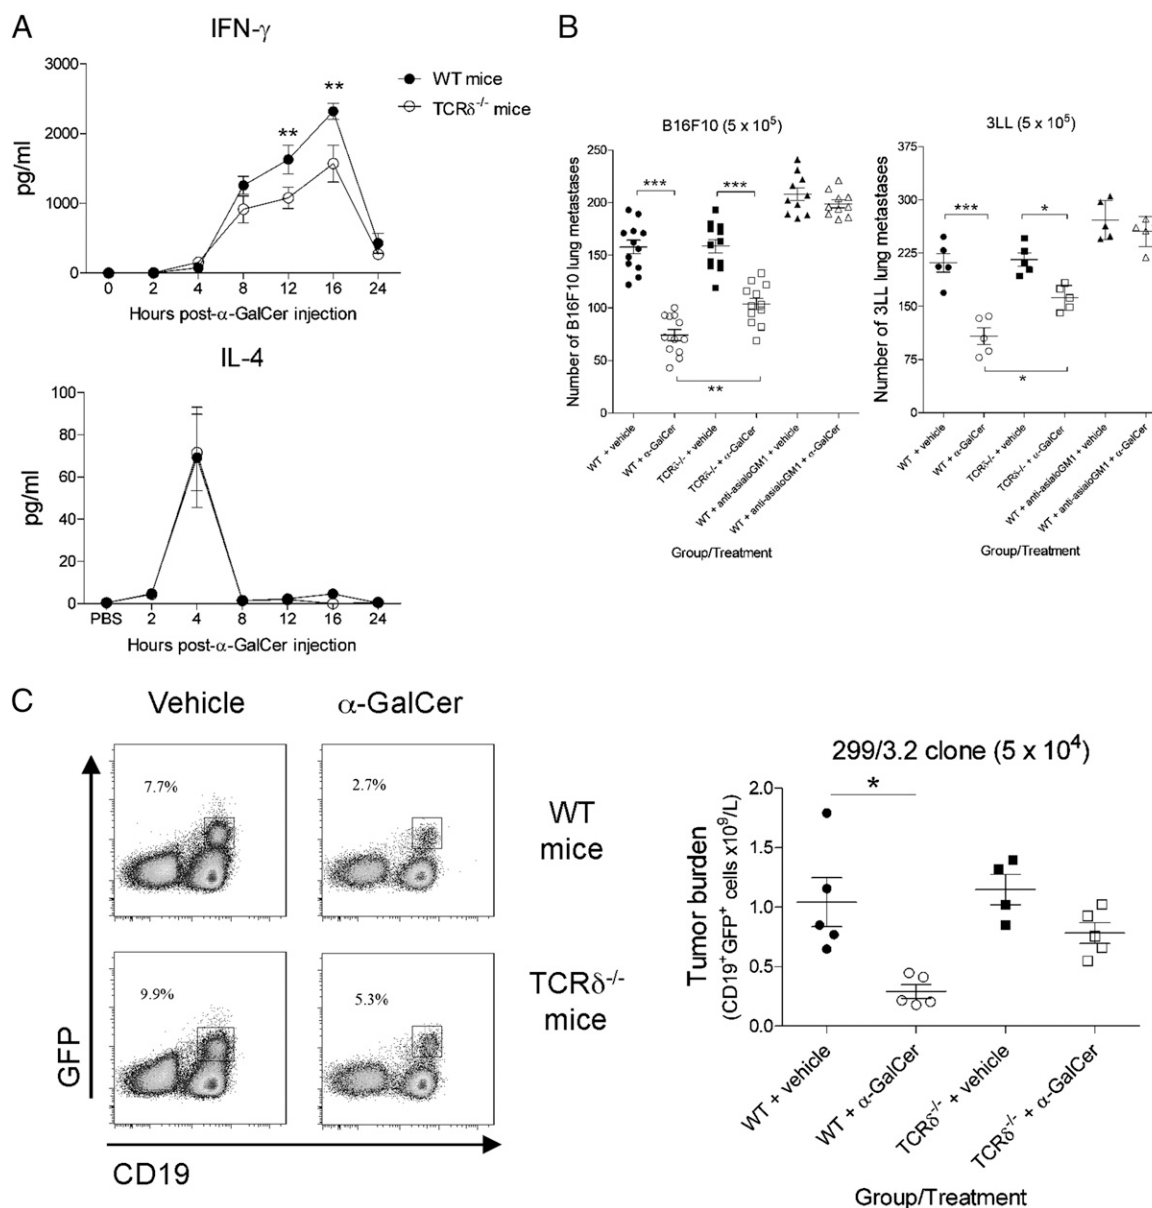 A
IFN-γ
3000
2000
1000
0
pg/ml
**
**
WT mice
TCRδ-/- mice
0 2 4 8 12 16 24
Hours post-α-GalCer injection
IL-4
100
80
60
40
20
0
pg/ml
PBS 2 4 8 12 16 24
Hours post-α-GalCer injection
B
B16F10 (5 x 10⁵)
250
200
150
100
50
0
Number of B16F10 lung metastases
***
***
**
WT + vehicle
WT + α-GalCer
TCRδ-/- + vehicle
TCRδ-/- + α-GalCer
WT + anti-asialoGM1 + vehicle
WT + anti-asialoGM1 + α-GalCer
Group/Treatment
3LL (5 x 10⁵)
375
300
225
150
75
0
Number of 3LL lung metastases
***
*
*
WT + vehicle
WT + α-GalCer
TCRδ-/- + vehicle
TCRδ-/- + α-GalCer
WT + anti-asialoGM1 + vehicle
WT + anti-asialoGM1 + α-GalCer
Group/Treatment
C
Vehicle
α-GalCer
7.7%
2.7%
WT
mice
9.9%
5.3%
TCRδ-/-
mice
GFP
CD19
299/3.2 clone (5 x 10⁴)
2.0
1.5
1.0
0.5
0.0
Tumor burden
(CD19⁺GFP⁺ cells x10⁹/L)
*
WT + vehicle
WT + α-GalCer
TCRδ-/- + vehicle
TCRδ-/- + α-GalCer
Group/Treatment